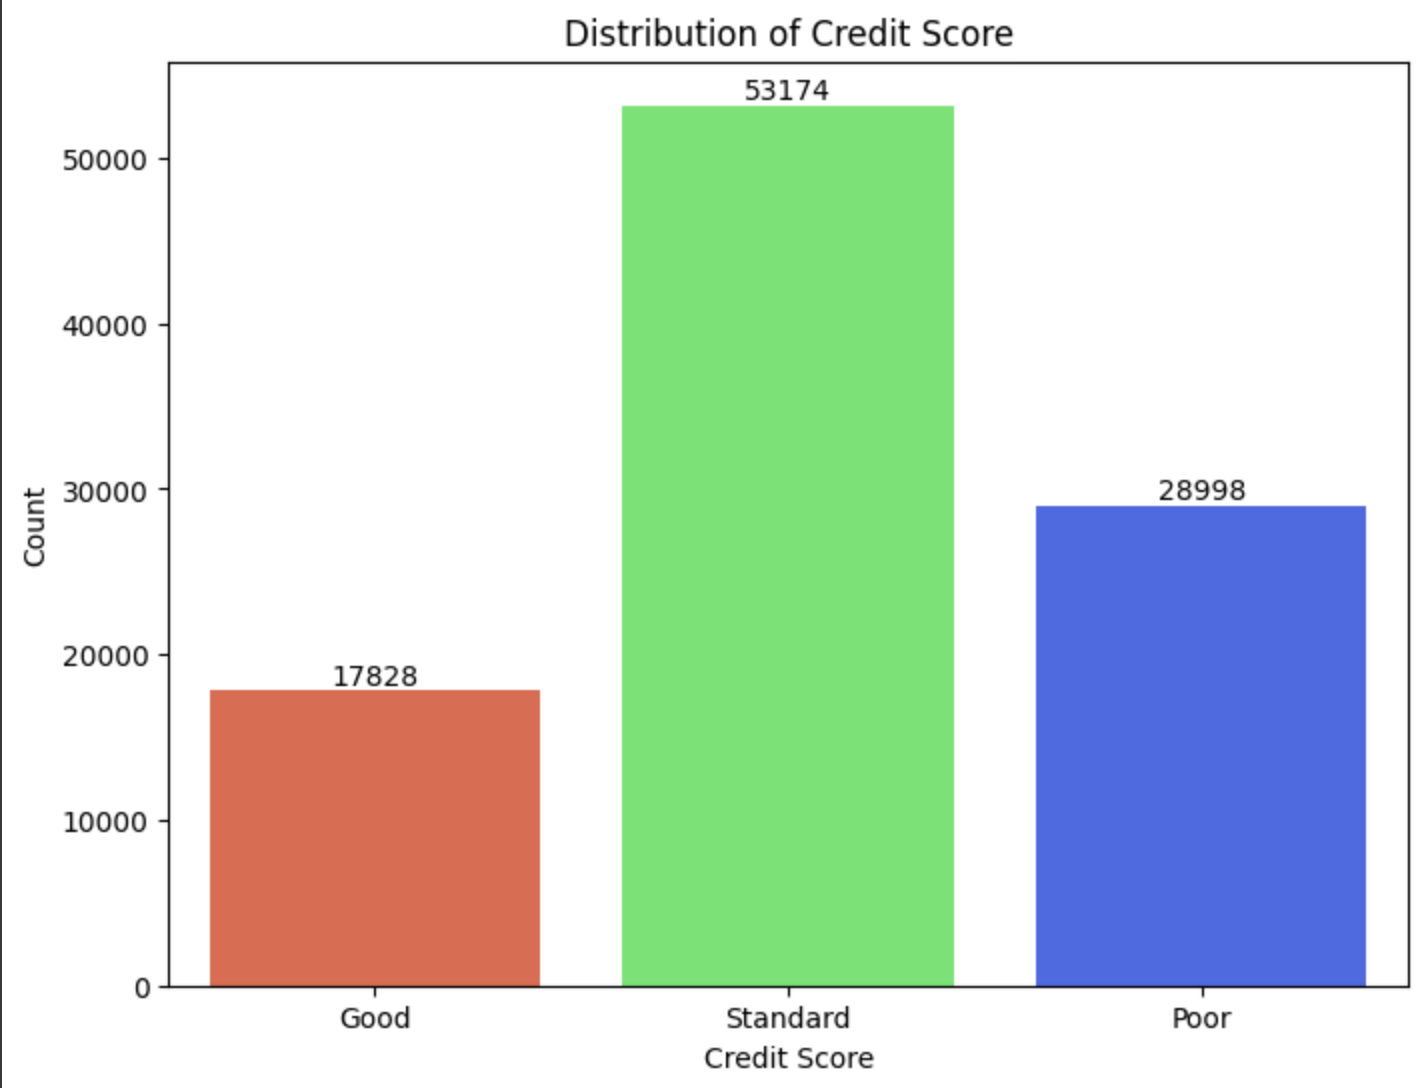 Distribution of Credit Score
53174
50000
40000
30000
28998
20000
17828
10000
0
Count
Good Standard Poor
Credit Score